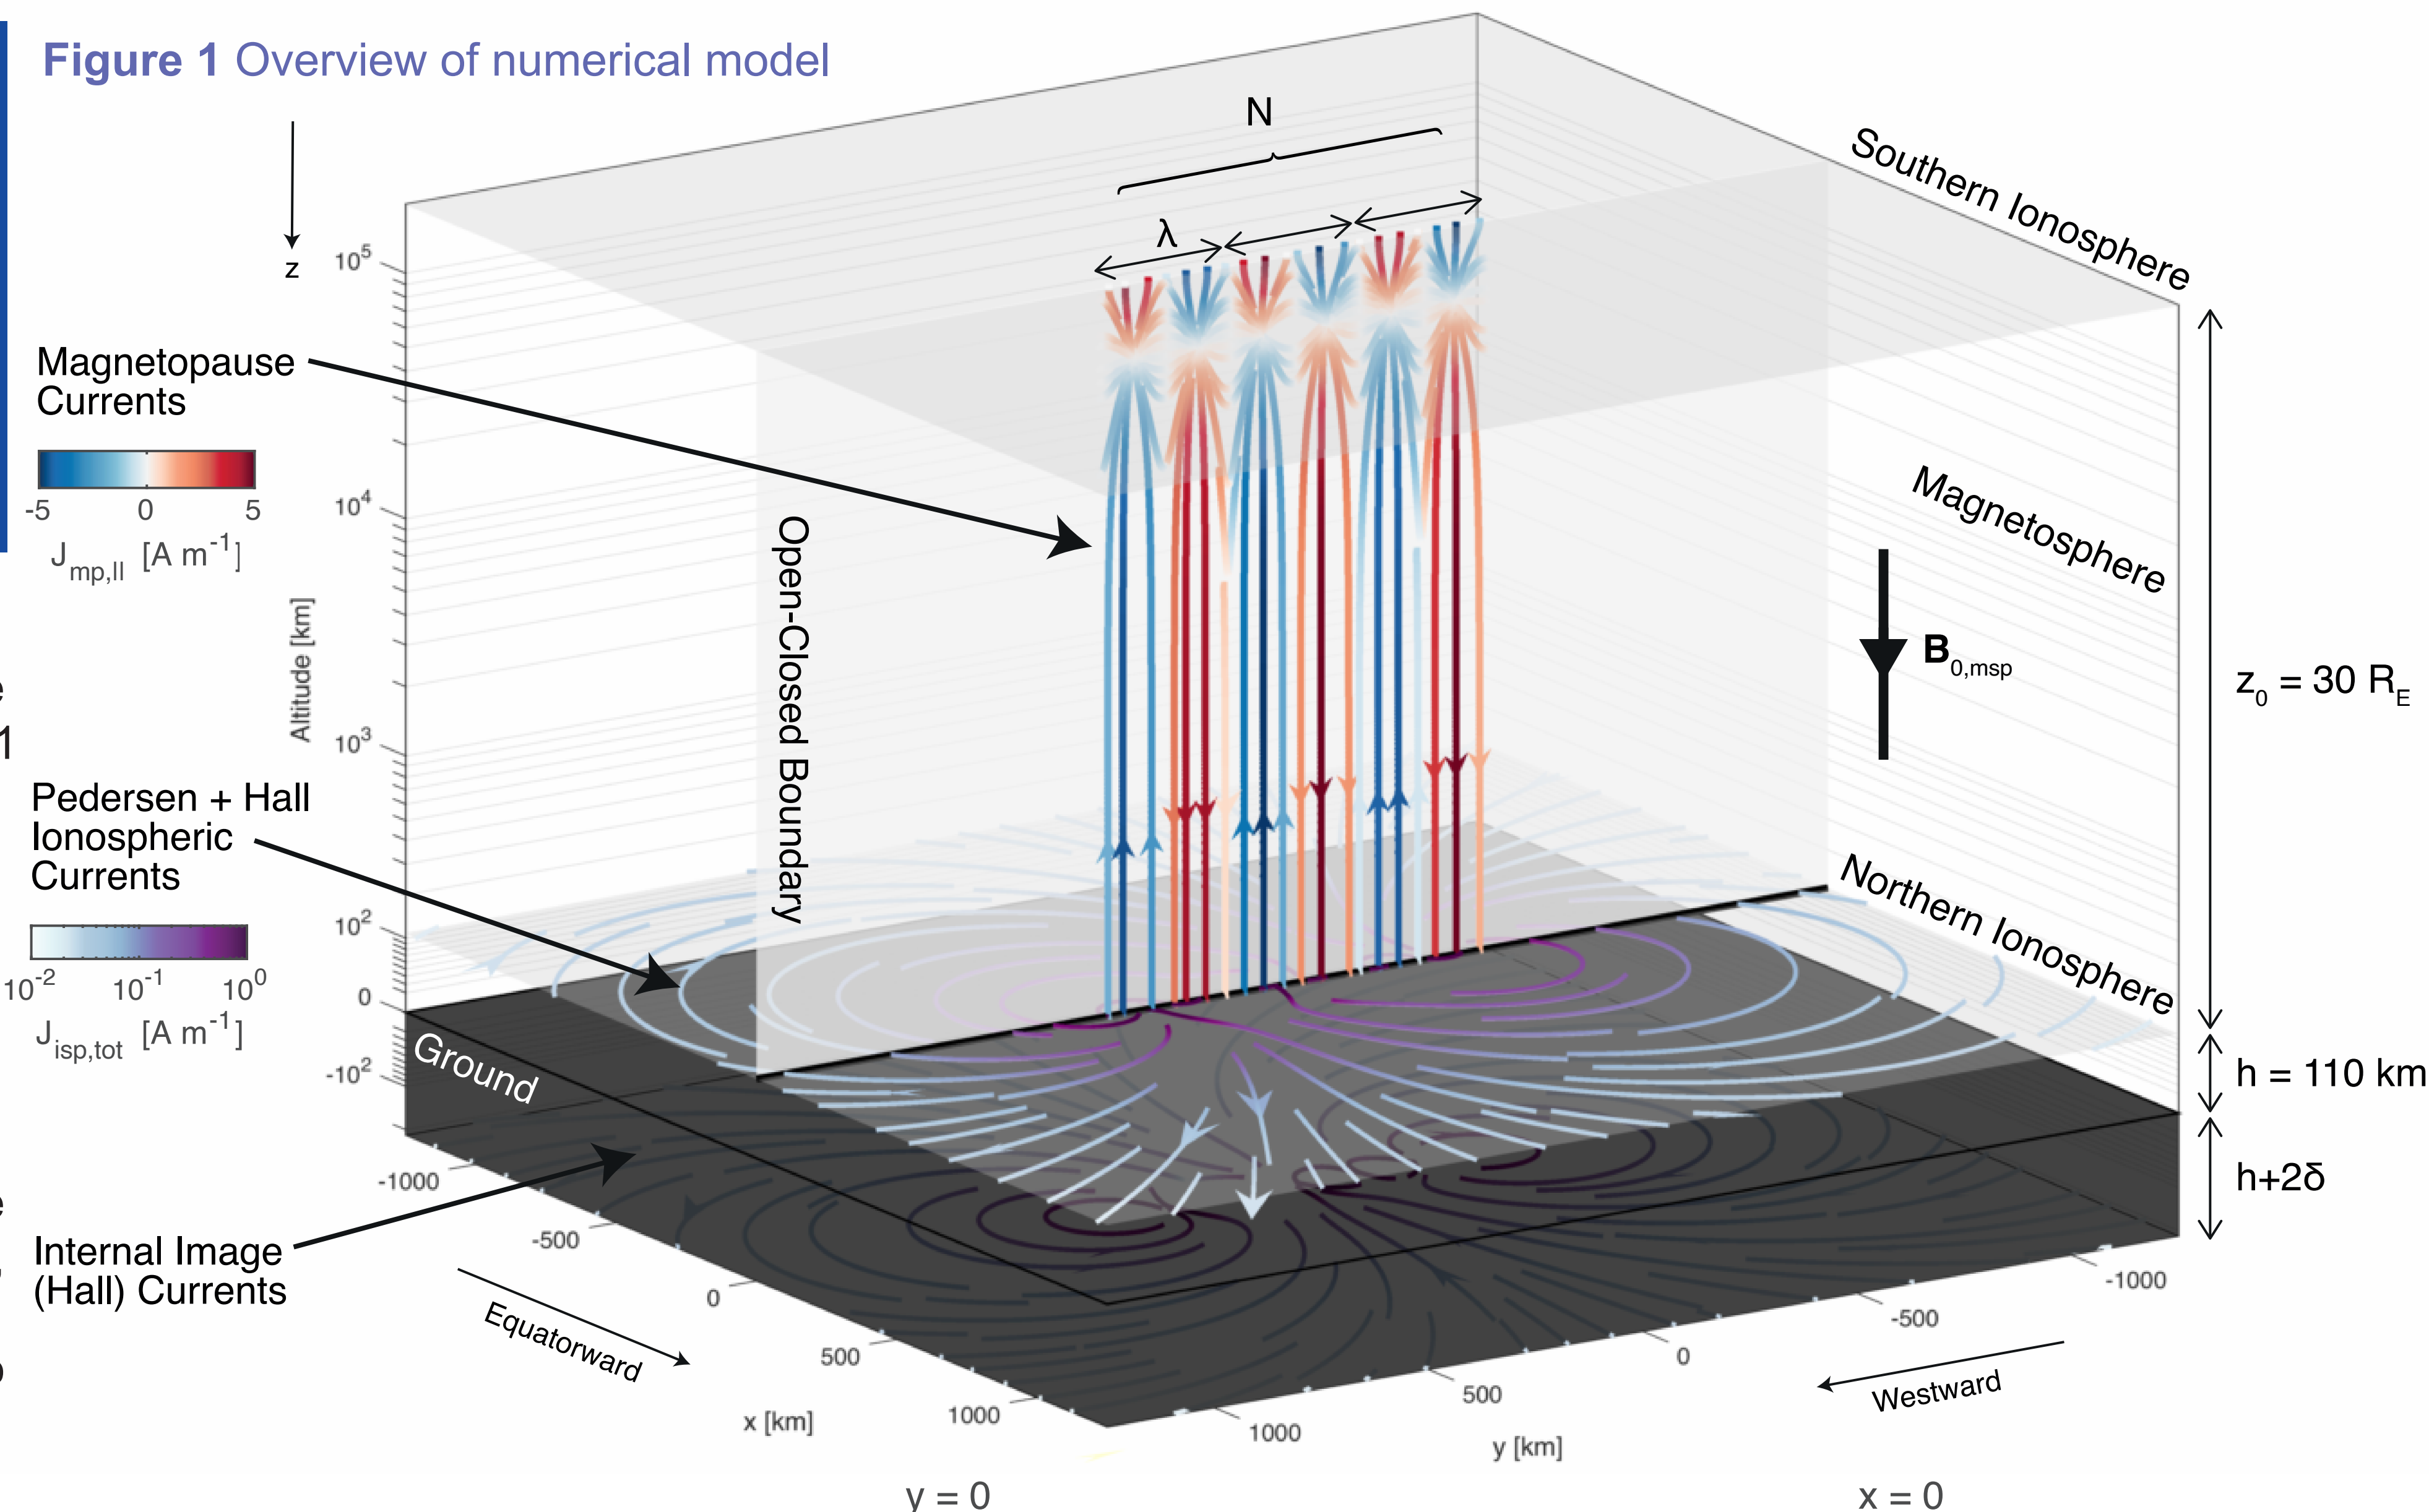 Figure 1 Overview of numerical model
N
λ
z
Southern Ionosphere
10^5
Magnetopause
Currents
-5 0 5
J_mp,ll [A m^-1]
10^4
Open-Closed Boundary
Magnetosphere
B_0,msp
z_0 = 30 R_E
Altitude [km]
10^3
Pedersen + Hall
Ionospheric
Currents
10^-2 10^-1 10^0
J_isp,tot [A m^-1]
10^2
0
-10^2
Northern Ionosphere
Ground
h = 110 km
h+2δ
Internal Image
(Hall) Currents
Equatorward
-1000
-500
0
500
1000
x [km]
-1000
-500
0
500
1000
y [km]
Westward
y = 0
x = 0
e
1
e